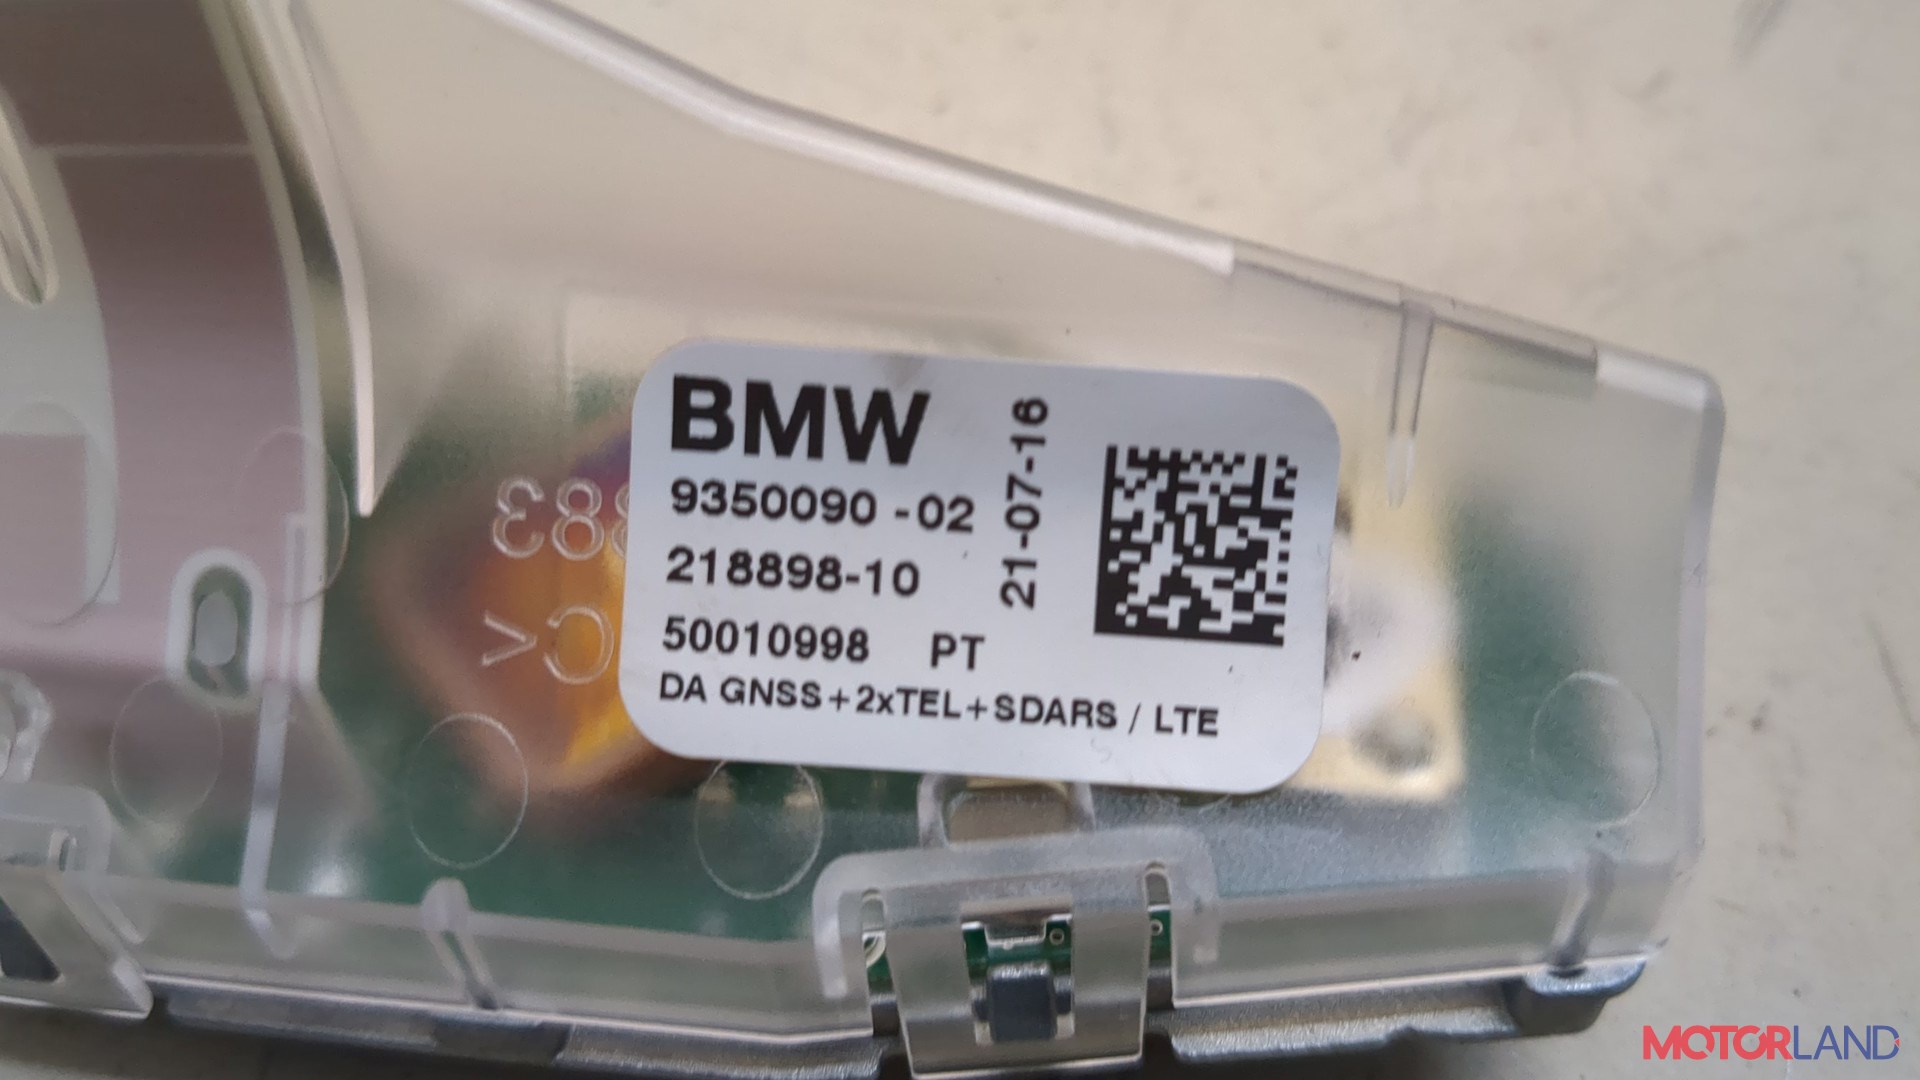 BMW
9350090 -02
218898-10
50010998 PT
DA GNSS+2xTEL+SDARS / LTE
21-07-16
MOTORLAND